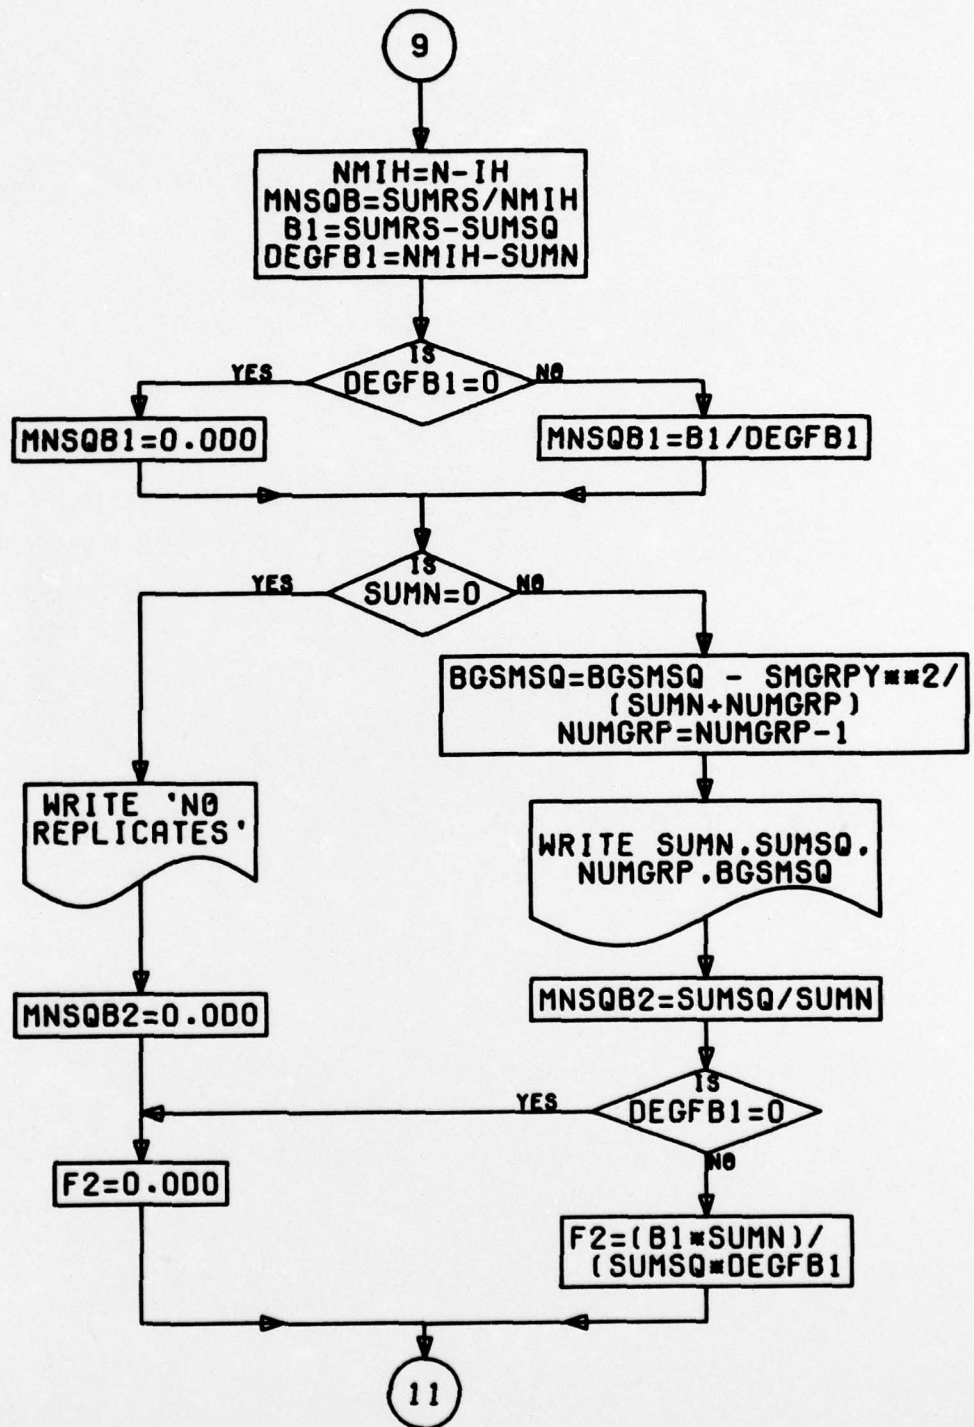 9
NMIH=N-IH
MNSQB=SUMRS/NMIH
B1=SUMRS-SUMSQ
DEGFB1=NMIH-SUMN
IS
YES
DEGFB1=0
NO
MNSQB1=0.0D0
MNSQB1=B1/DEGFB1
IS
YES
SUMN=0
NO
BGSMSQ=BGSMSQ - SMGRPY**2/
(SUMN+NUMGRP)
NUMGRP=NUMGRP-1
WRITE 'NO
REPLICATES'
WRITE SUMN.SUMSQ.
NUMGRP.BGSMSQ
MNSQB2=0.0D0
MNSQB2=SUMSQ/SUMN
IS
YES
DEGFB1=0
NO
F2=0.0D0
F2=(B1*SUMN)/
(SUMSQ*DEGFB1
11